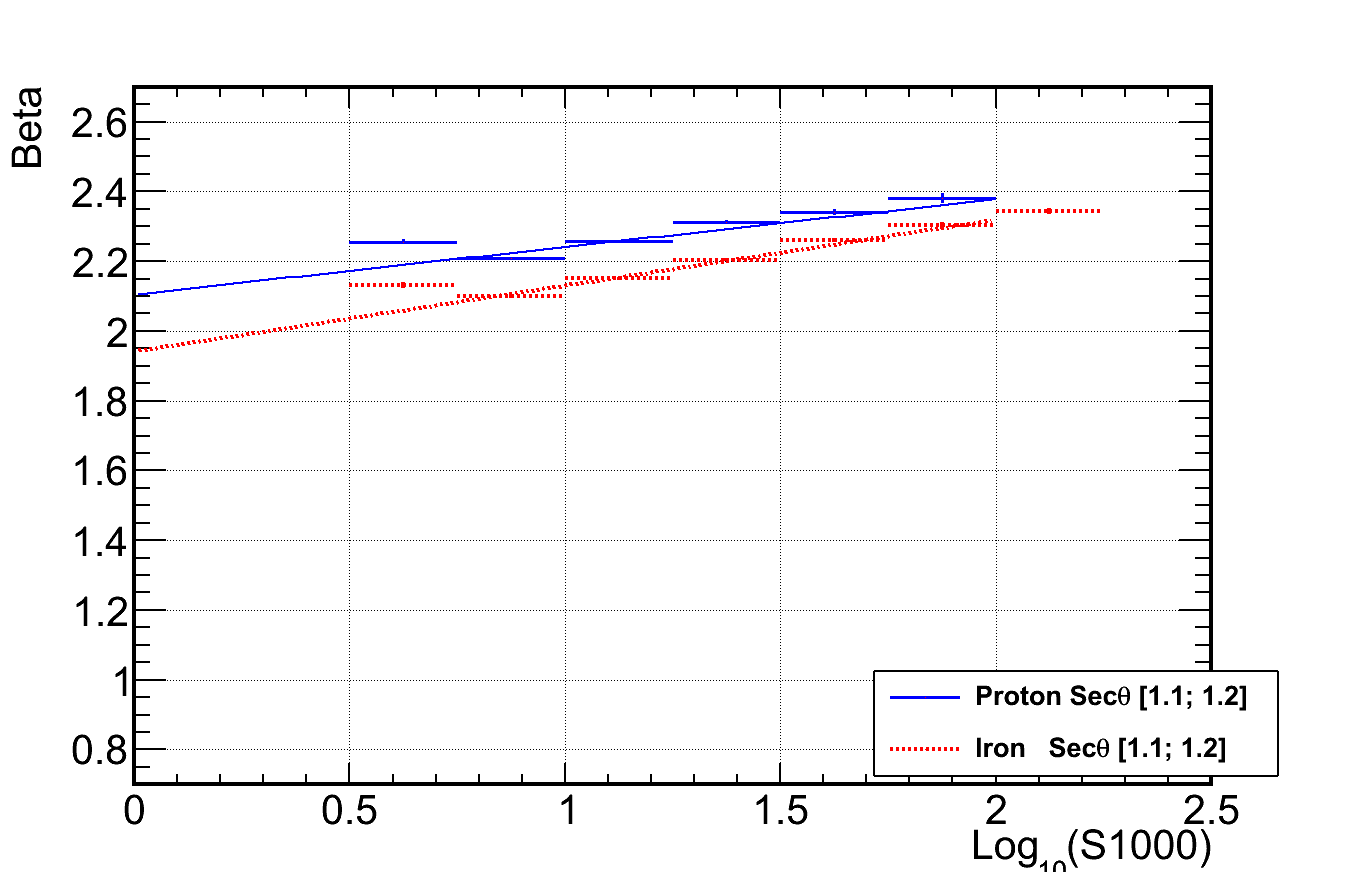 Beta
2.6
2.4
2.2
2
1.8
1.6
1.4
1.2
1
0.8
Proton Secθ [1.1; 1.2]
Iron Secθ [1.1; 1.2]
0 0.5 1 1.5 2 2.5
Log10(S1000)